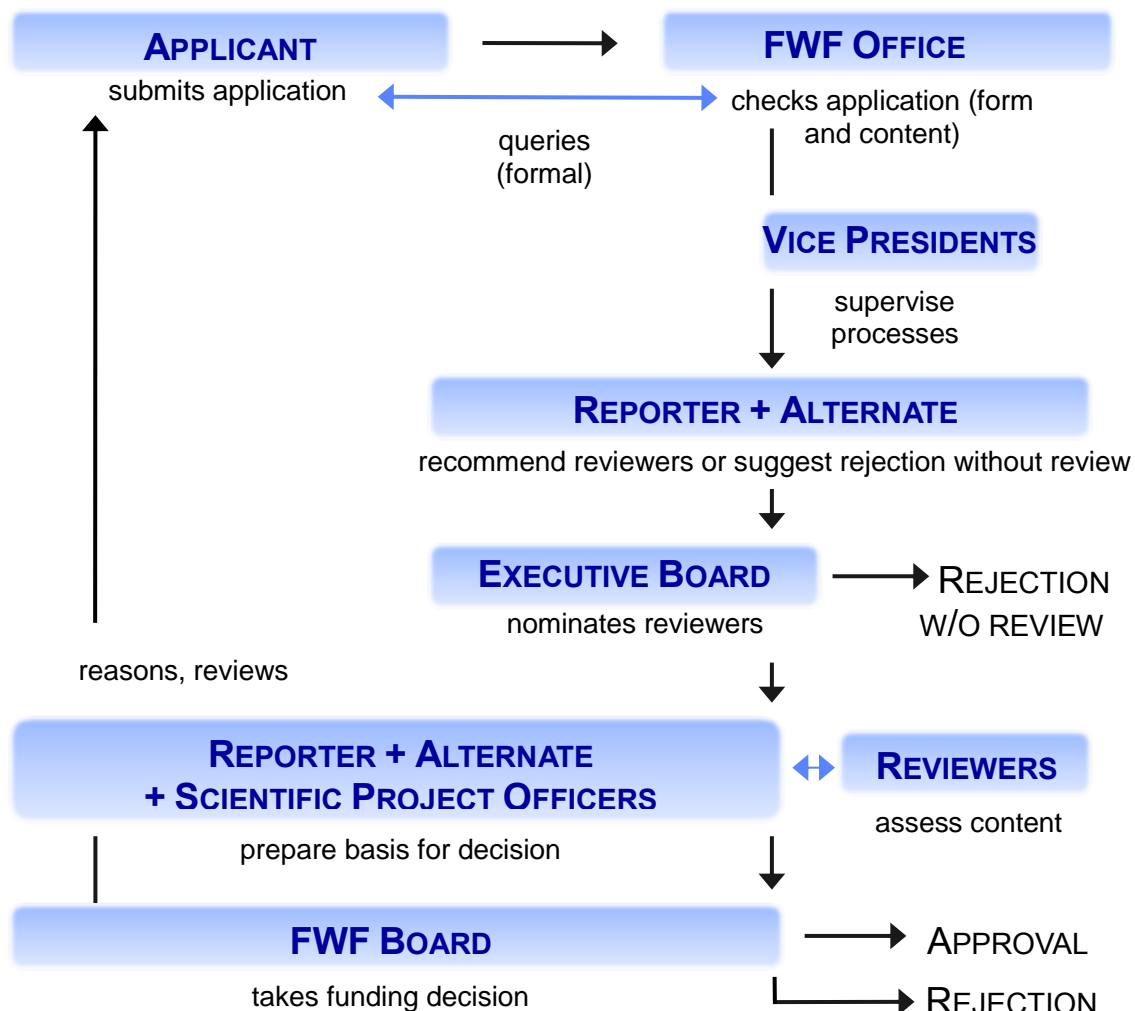 APPLICANT
submits application
FWF OFFICE
checks application (form
and content)
queries
(formal)
VICE PRESIDENTS
supervise
processes
REPORTER + ALTERNATE
recommend reviewers or suggest rejection without review
EXECUTIVE BOARD
nominates reviewers
REJECTION
W/O REVIEW
reasons, reviews
REPORTER + ALTERNATE
+ SCIENTIFIC PROJECT OFFICERS
prepare basis for decision
REVIEWERS
assess content
FWF BOARD
takes funding decision
APPROVAL
REJECTION